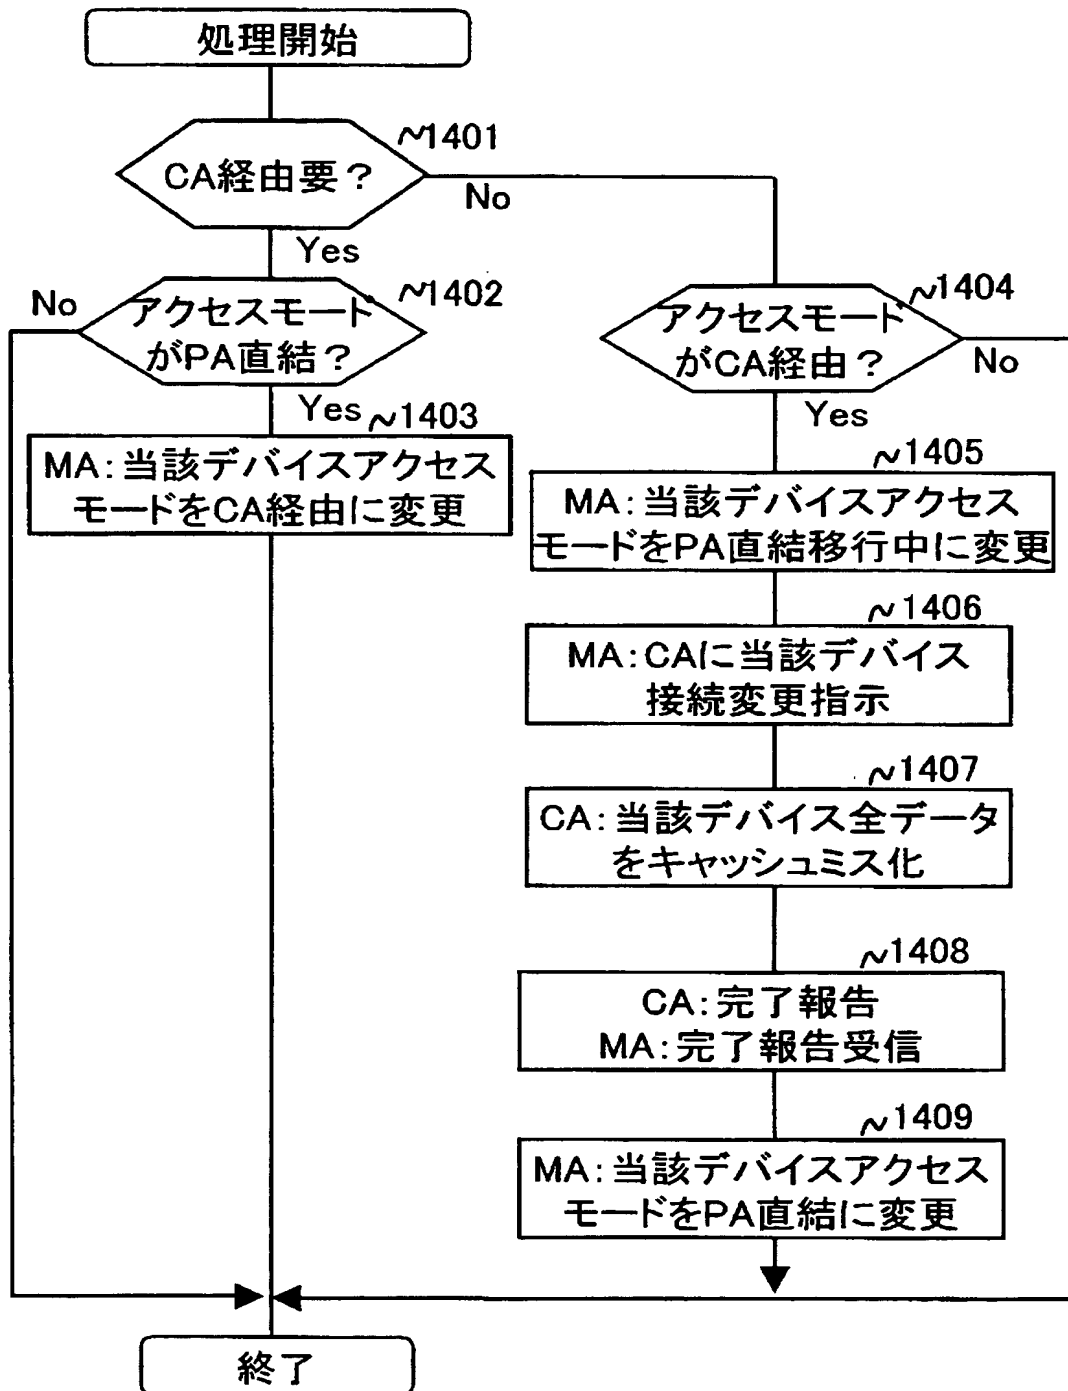 処理開始
~1401
CA経由要?
No
Yes
No
~1402
アクセスモード
がPA直結?
Yes
~1403
MA:当該デバイスアクセス
モードをCA経由に変更
~1404
アクセスモード
がCA経由?
No
Yes
~1405
MA:当該デバイスアクセス
モードをPA直結移行中に変更
~1406
MA:CAに当該デバイス
接続変更指示
~1407
CA:当該デバイス全データ
をキャッシュミス化
~1408
CA:完了報告
MA:完了報告受信
~1409
MA:当該デバイスアクセス
モードをPA直結に変更
終了